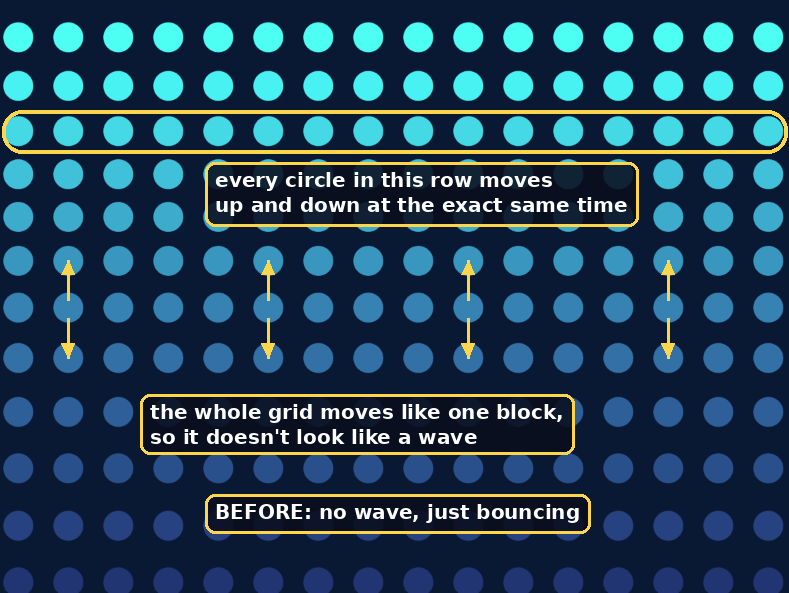 every circle in this row moves
up and down at the exact same time
the whole grid moves like one block,
so it doesn't look like a wave
BEFORE: no wave, just bouncing